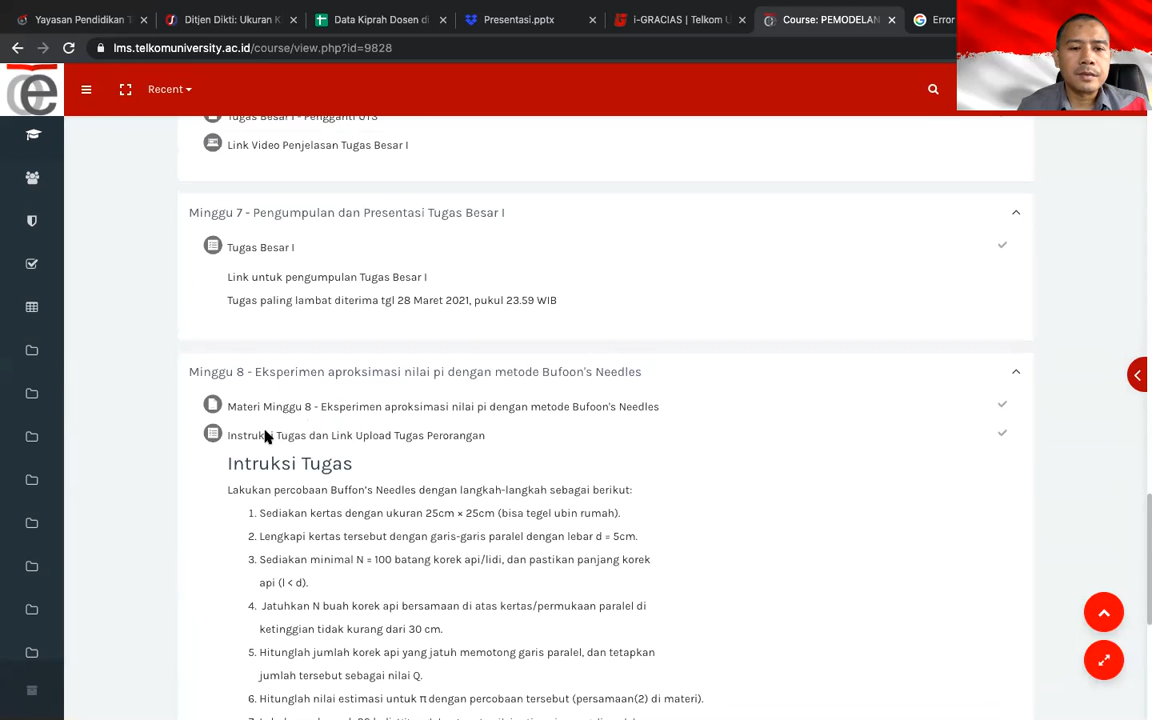 Yayasan Pendidikan T
Ditjen Dikti: Ukuran K
Data Kiprah Dosen d
Presentasi.pptx
i-GRACIAS | Telkom U
Course: PEMODELAN
Error
lms.telkomuniversity.ac.id/course/view.php?id=9828
Recent
Tugas Besar I - Pengganti UTS
Link Video Penjelasan Tugas Besar I
Minggu 7 - Pengumpulan dan Presentasi Tugas Besar I
Tugas Besar I
Link untuk pengumpulan Tugas Besar I
Tugas paling lambat diterima tgl 28 Maret 2021, pukul 23.59 WIB
Minggu 8 - Eksperimen aproksimasi nilai pi dengan metode Bufoon's Needles
Materi Minggu 8 - Eksperimen aproksimasi nilai pi dengan metode Bufoon's Needles
Instruksi Tugas dan Link Upload Tugas Perorangan
Intruksi Tugas
Lakukan percobaan Buffon's Needles dengan langkah-langkah sebagai berikut:
1. Sediakan kertas dengan ukuran 25cm × 25cm (bisa tegel ubin rumah).
2. Lengkapi kertas tersebut dengan garis-garis paralel dengan lebar d = 5cm.
3. Sediakan minimal N = 100 batang korek api/lidi, dan pastikan panjang korek
api (l < d).
4. Jatuhkan N buah korek api bersamaan di atas kertas/permukaan paralel di
ketinggian tidak kurang dari 30 cm.
5. Hitunglah jumlah korek api yang jatuh memotong garis paralel, dan tetapkan
jumlah tersebut sebagai nilai Q.
6. Hitunglah nilai estimasi untuk π dengan percobaan tersebut (persamaan(2) di materi).